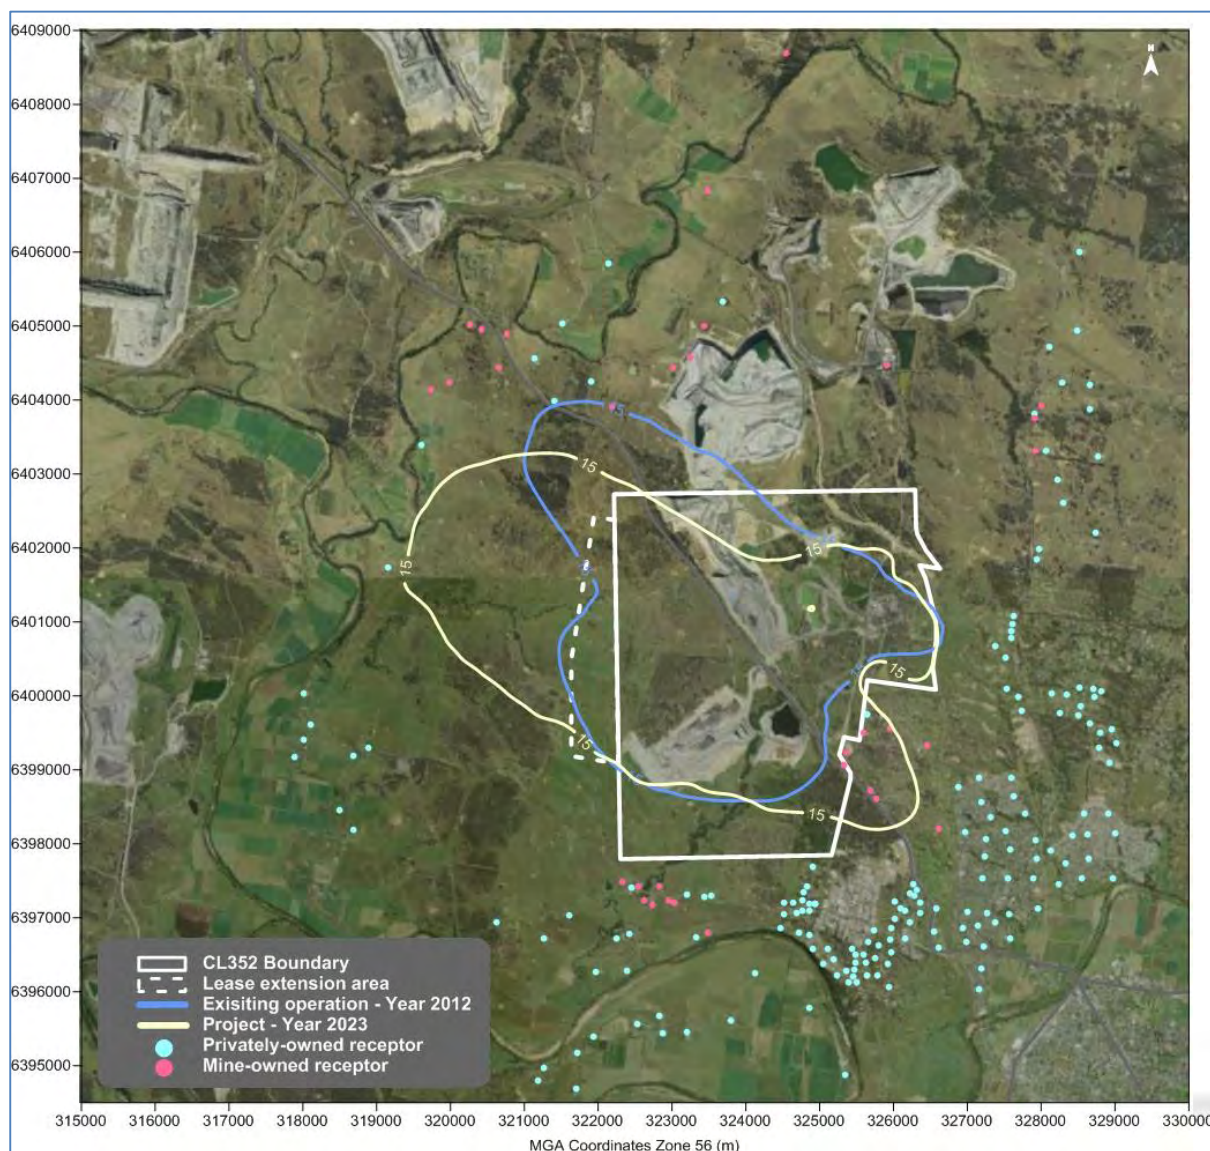 6409000
N
6408000
6407000
6406000
6405000
6404000
15
6403000
15
6402000
15
15
15
6401000
6400000
15
15
6399000
15
6398000
6397000
6396000
6395000
CL352 Boundary
Lease extension area
Exisiting operation - Year 2012
Project - Year 2023
Privately-owned receptor
Mine-owned receptor
315000 316000 317000 318000 319000 320000 321000 322000 323000 324000 325000 326000 327000 328000 329000 330000
MGA Coordinates Zone 56 (m)